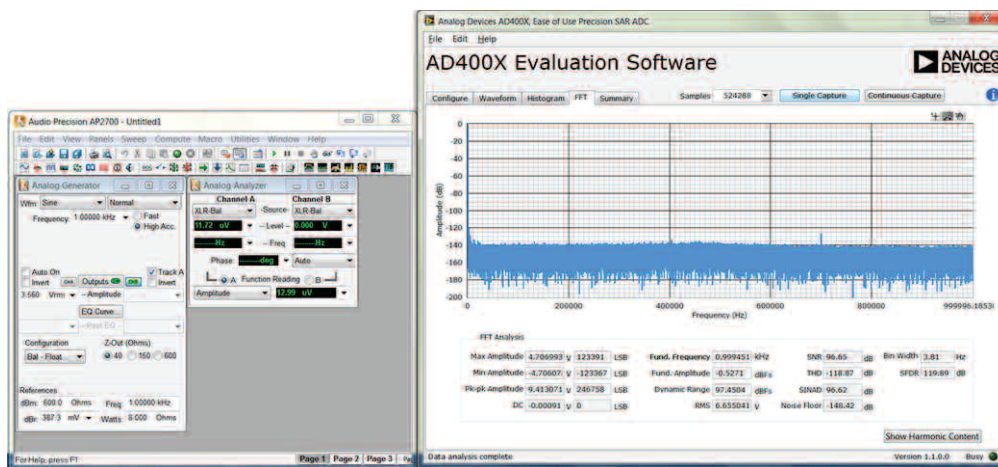 Audio Precision AP2700 - Untitled1
File Edit View Panels Sweep Compute Macro Utilities Window Help
Analog Generator
Wfm: Sine Normal
Frequency: 1.00000 kHz Fast
High Acc.
Auto On Track A
Invert CHA Outputs CHB Invert
3.560 Vrms -- Amplitude
EQ Curve...
-- Post EQ --
Configuration Z-Out (Ohms)
Bal - Float... 40 150 600
References
dBm: 600.0 Ohms Freq: 1.00000 kHz
dBr: 387.3 mV Watts: 8.000 Ohms
Analog Analyzer
Channel A Channel B
XLR-Bal -Source- XLR-Bal
11.72 uV -- Level -- 0.000 V
Hz -- Freq -- Hz
Phase: deg Auto
A Function Reading B
Amplitude 12.99 uV
For Help, press F1 Page 1 Page 2 Page 3
Analog Devices AD400X, Ease of Use Precision SAR ADC
File Edit Help
AD400X Evaluation Software
ANALOG DEVICES
Configure Waveform Histogram FFT Summary Samples 524288 Single Capture Continuous Capture
Amplitude (dB)
0
-20
-40
-60
-80
-100
-120
-140
-160
-180
-200
0 200000 400000 600000 800000 999996.1853
Frequency (Hz)
FFT Analysis
Max Amplitude 4.706993 V 123391 LSB Fund. Frequency 0.999451 kHz SNR 96.65 dB Bin Width 3.81 Hz
Min Amplitude -4.70607 V -123367 LSB Fund. Amplitude -0.5271 dBFs THD -118.87 dB SFDR 119.89 dB
Pk-pk Amplitude 9.413071 V 246758 LSB Dynamic Range 97.4504 dBFs SINAD 96.62 dB
DC -0.00091 V 0 LSB RMS 6.655041 V Noise Floor -148.42 dB
Show Harmonic Content
Data analysis complete Version 1.1.0.0 Busy